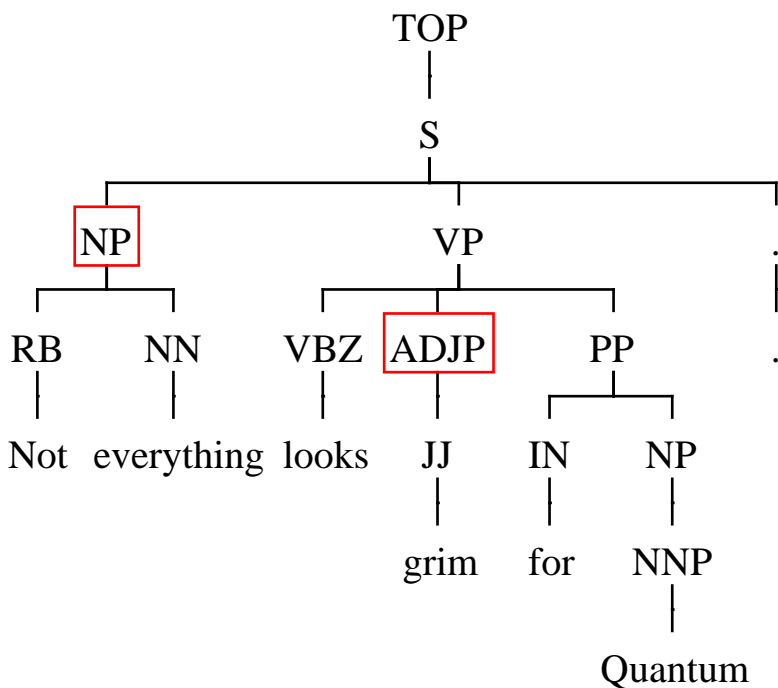 TOP
S
NP VP .
RB NN VBZ ADJP PP .
Not everything looks JJ IN NP
grim for NNP
Quantum